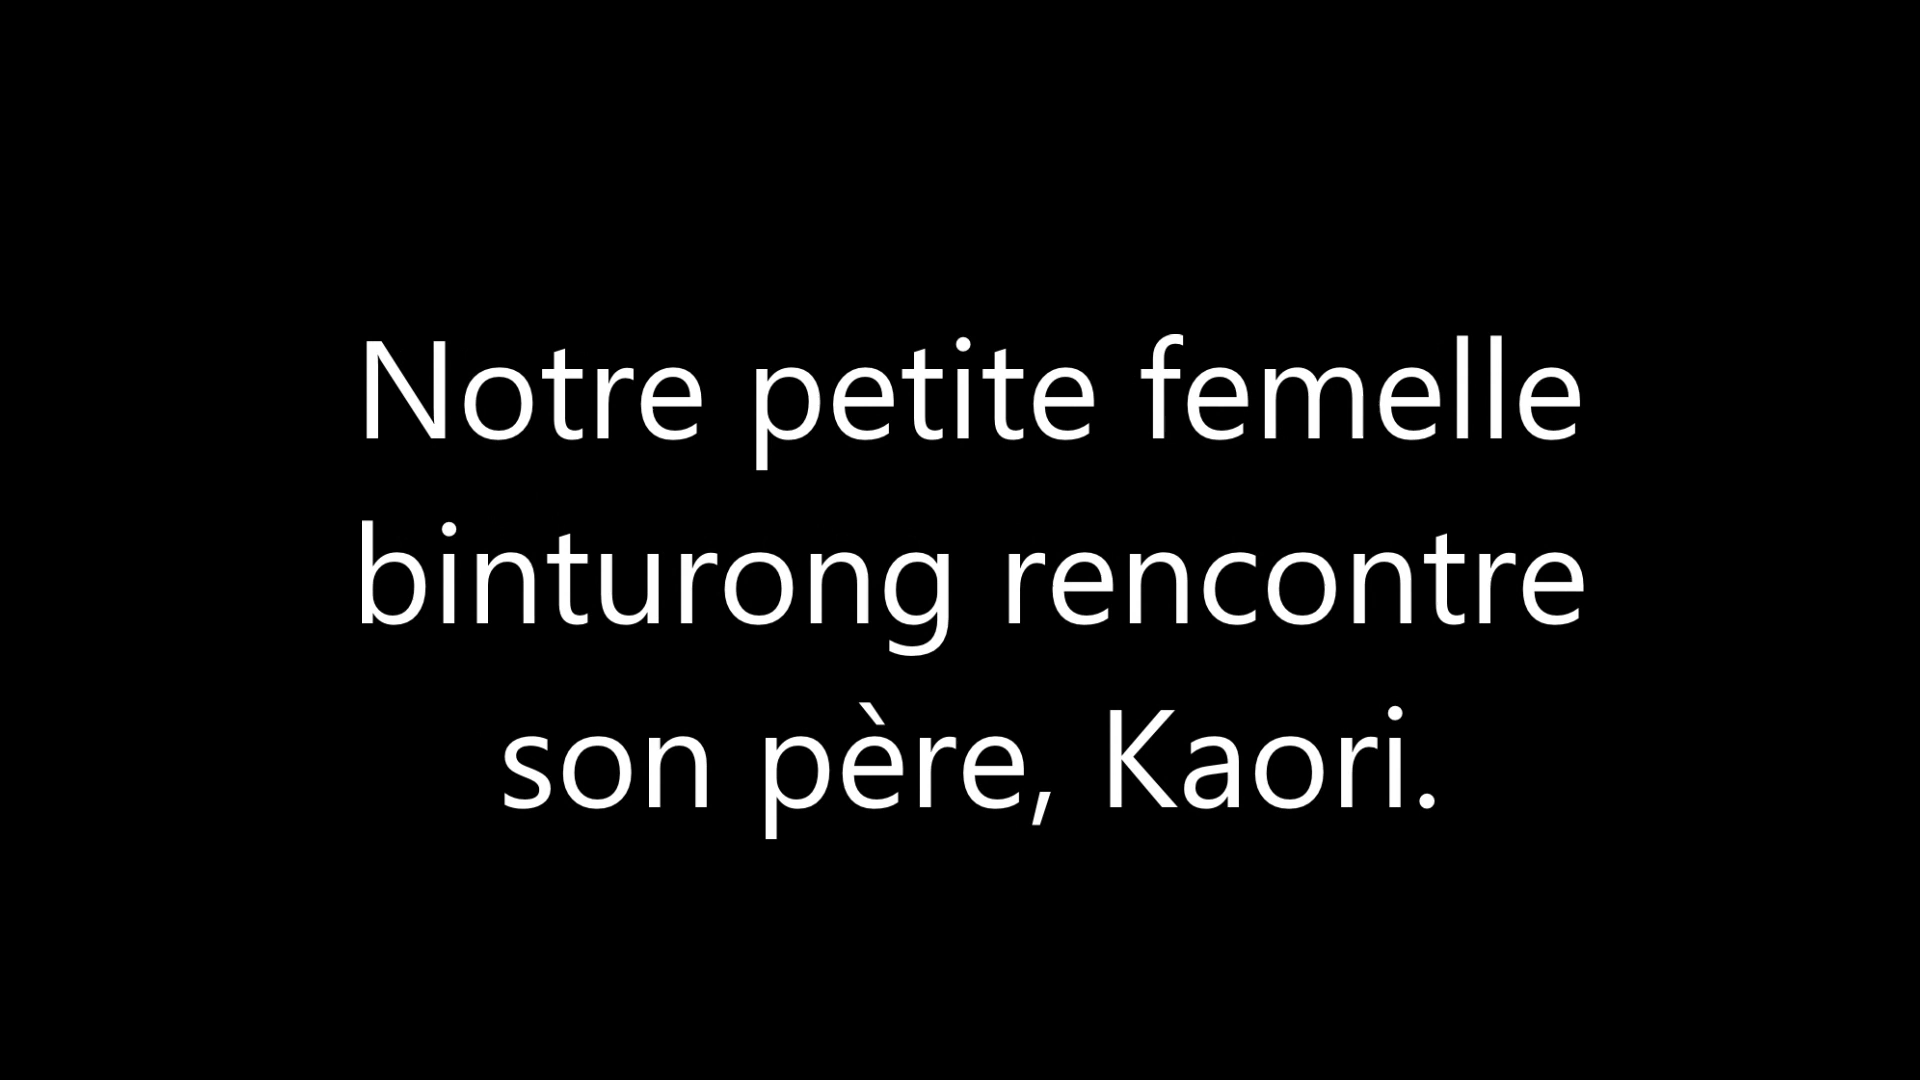 Notre petite femelle
binturong rencontre
son père, Kaori.